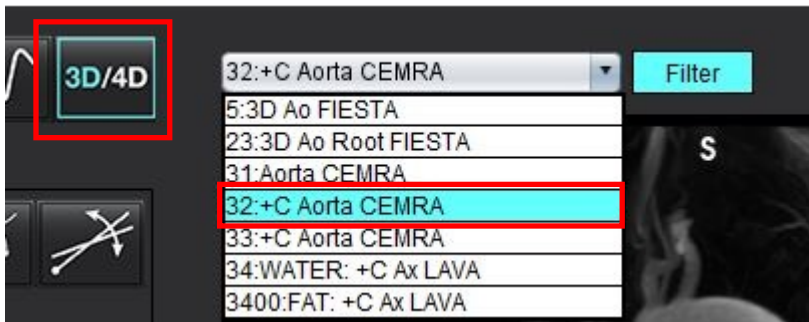 3D/4D
32:+C Aorta CEMRA
Filter
5:3D Ao FIESTA
23:3D Ao Root FIESTA
31:Aorta CEMRA
32:+C Aorta CEMRA
33:+C Aorta CEMRA
34:WATER: +C Ax LAVA
3400:FAT: +C Ax LAVA
S